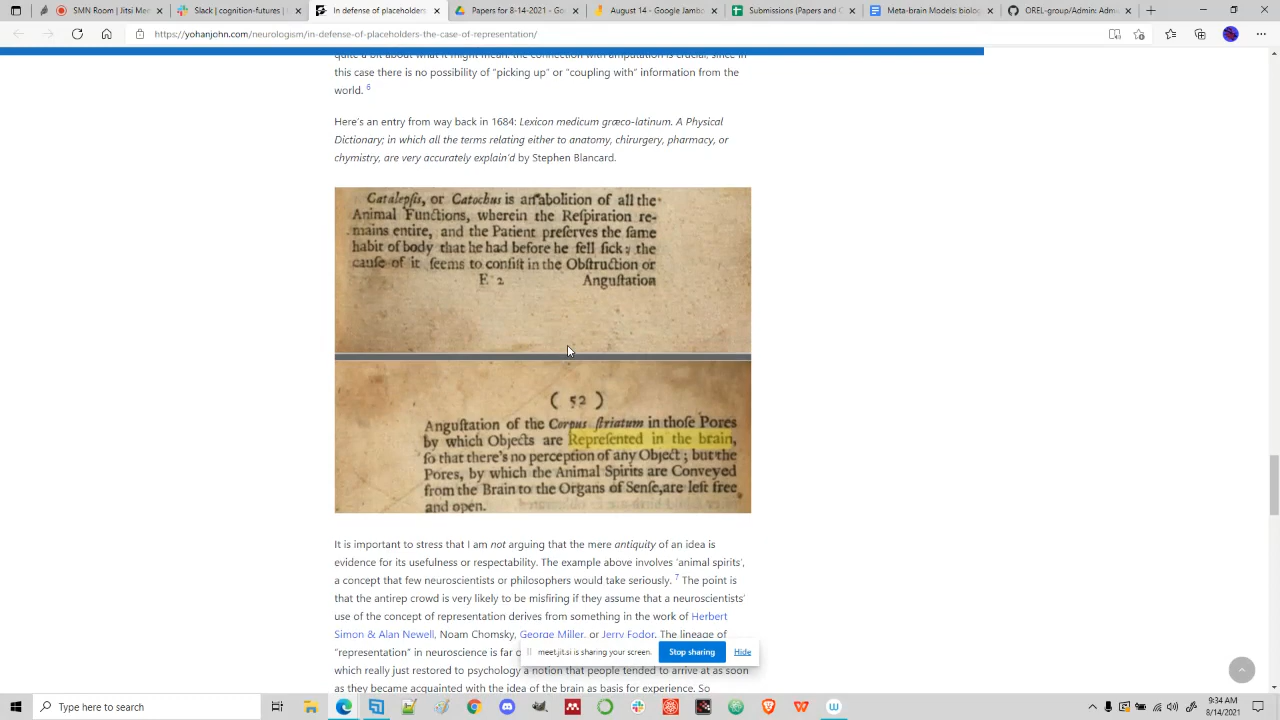 SMN Room | Jitsi Mee
Slack | cognition-futures |
In defense of placeholders: the c
Papers for 8-14-2021 - Go
August 14 - Google Jambo
Submissions (Papers and C
Meta-brain Models: biolog
OREL-group/Admin: Admi
https://yohanjohn.com/neurologism/in-defense-of-placeholders-the-case-of-representation/
quite a bit about what it might mean: the connection with amputation is crucial, since in
this case there is no possibility of "picking up" or "coupling with" information from the
world. 6
Here's an entry from way back in 1684: Lexicon medicum græco-latinum. A Physical
Dictionary; in which all the terms relating either to anatomy, chirurgery, pharmacy, or
chymistry, are very accurately explain'd by Stephen Blancard.
Catalepſis, or Catochus is an abolition of all the
Animal Functions, wherein the Reſpiration re-
mains entire, and the Patient preſerves the ſame
habit of body that he had before he fell ſick; the
cauſe of it ſeems to conſiſt in the Obſtruction or
E 2 Anguſtation
( 52 )
Anguſtation of the Corpus ſtriatum in thoſe Pores
by which Objects are Repreſented in the brain,
ſo that there's no perception of any Object; but the
Pores, by which the Animal Spirits are Conveyed
from the Brain to the Organs of Senſe, are left free
and open.
It is important to stress that I am not arguing that the mere antiquity of an idea is
evidence for its usefulness or respectability. The example above involves 'animal spirits',
a concept that few neuroscientists or philosophers would take seriously. 7 The point is
that the antirep crowd is very likely to be misfiring if they assume that a neuroscientists'
use of the concept of representation derives from something in the work of Herbert
Simon & Alan Newell, Noam Chomsky, George Miller, or Jerry Fodor. The lineage of
"representation" in neuroscience is far o
meet.jit.si is sharing your screen.
Stop sharing
Hide
which really just restored to psychology a notion that people tended to arrive at as soon
as they became acquainted with the idea of the brain as basis for experience. So
Type here to search
9:34 AM
8/14/2021